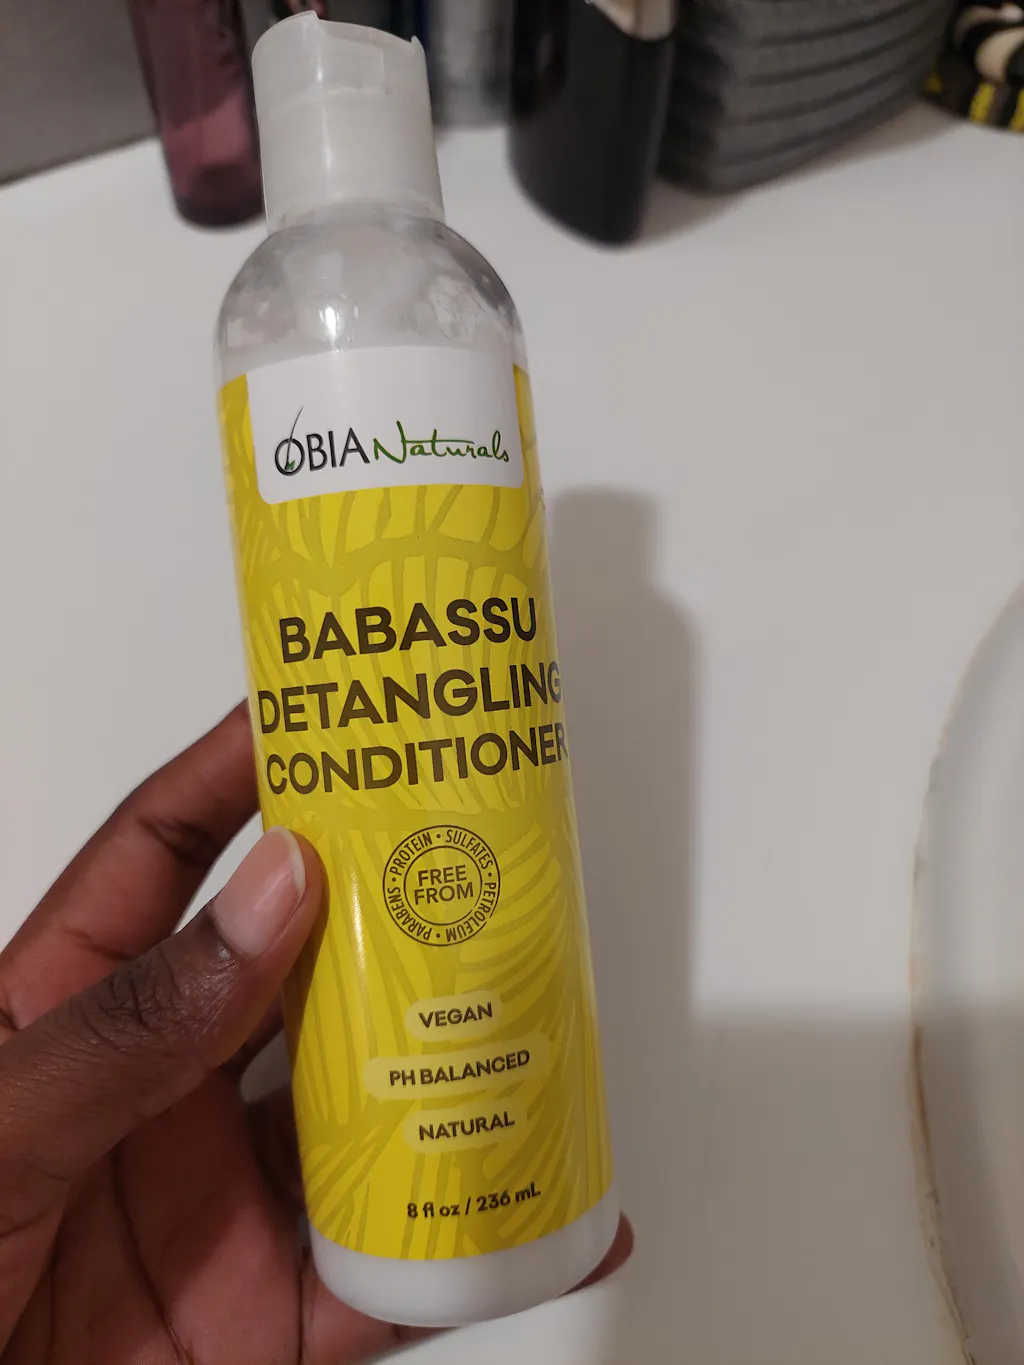 OBIA Naturals
BABASSU
DETANGLING
CONDITIONER
PROTEIN • SULFATES • PETROLEUM • PARABENS •
FREE
FROM
VEGAN
PH BALANCED
NATURAL
8 fl oz / 236 mL